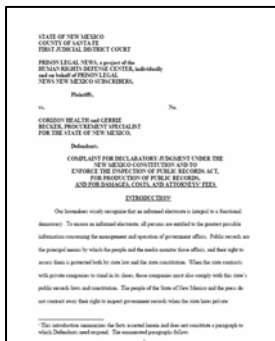 STATE OF NEW MEXICO
COUNTY OF SANTA FE
FIRST JUDICIAL DISTRICT COURT
PRISON LEGAL NEWS, a project of the
HUMAN RIGHTS DEFENSE CENTER, individually
and on behalf of PRISON LEGAL
NEWS NEW MEXICO SUBSCRIBERS,
Plaintiffs,
vs. No.
CORIZON HEALTH and GERRIE
BECKER, PROCUREMENT SPECIALIST
FOR THE STATE OF NEW MEXICO,
Defendants.
COMPLAINT FOR DECLARATORY JUDGMENT UNDER THE
NEW MEXICO CONSTITUTION AND TO
ENFORCE THE INSPECTION OF PUBLIC RECORDS ACT,
FOR PRODUCTION OF PUBLIC RECORDS,
AND FOR DAMAGES, COSTS, AND ATTORNEYS' FEES
INTRODUCTION¹
Our lawmakers wisely recognize that an informed electorate is integral to a functional
democracy. To ensure an informed electorate, all persons are entitled to the greatest possible
information concerning the management and operation of government affairs. Public records are
the principal means by which the people and the media monitor those affairs, and their right to
access them is protected both by state law and the state constitution. When the state contracts
with private companies to stand in its shoes, those companies must also comply with this state's
public records laws and constitution. The people of the State of New Mexico and the press do
not contract away their right to inspect government records when the state hires private
¹ This introduction summarizes the facts asserted herein and does not constitute a paragraph to
which Defendants need respond. The enumerated paragraphs follow.